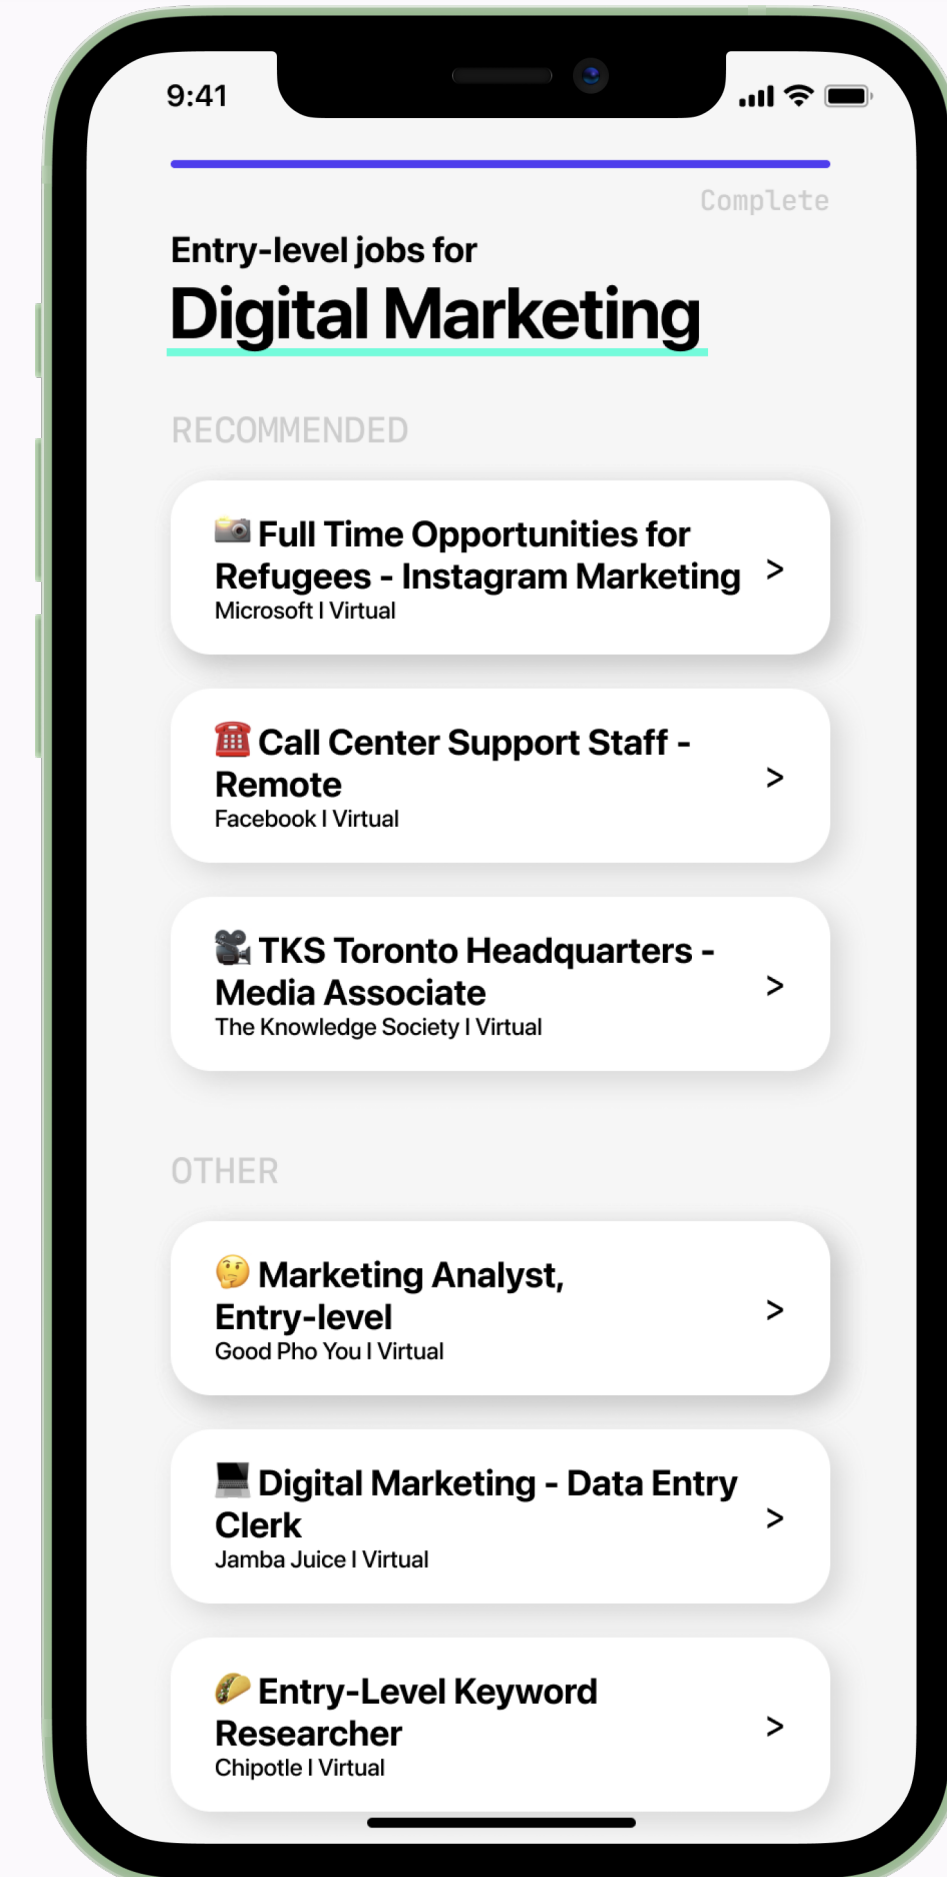 9:41
Complete
Entry-level jobs for
Digital Marketing
RECOMMENDED
📸 Full Time Opportunities for
Refugees - Instagram Marketing >
Microsoft | Virtual
☎️ Call Center Support Staff -
Remote >
Facebook | Virtual
🎥 TKS Toronto Headquarters -
Media Associate >
The Knowledge Society | Virtual
OTHER
🤔 Marketing Analyst,
Entry-level >
Good Pho You | Virtual
💻 Digital Marketing - Data Entry
Clerk >
Jamba Juice | Virtual
🌮 Entry-Level Keyword
Researcher >
Chipotle | Virtual